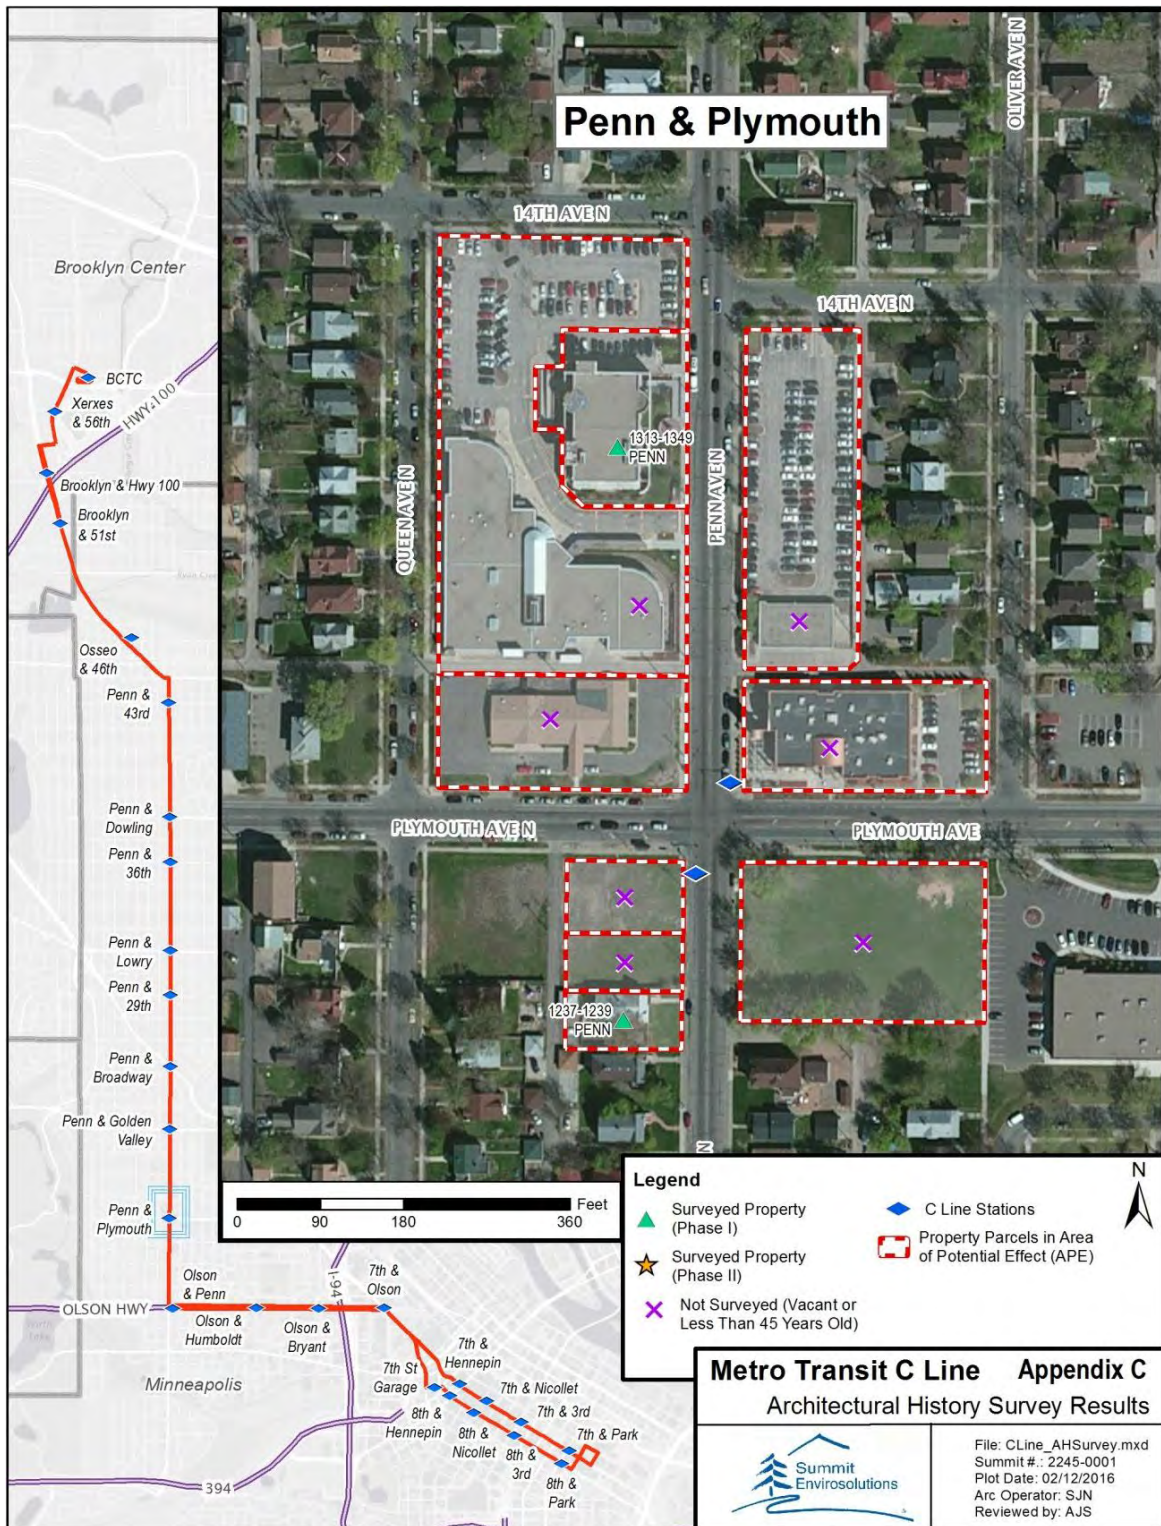 Penn & Plymouth
14TH AVE N
14TH AVE N
OLIVER AVE N
QUEEN AVE N
PENN AVE N
1313-1349
PENN
PLYMOUTH AVE N
PLYMOUTH AVE
1237-1239
PENN
N
Feet
0 90 180 360
Brooklyn Center
BCTC
Xerxes
& 56th
HWY 100
Brooklyn & Hwy 100
Brooklyn
& 51st
Osseo
& 46th
Penn &
43rd
Penn &
Dowling
Penn &
36th
Penn &
Lowry
Penn &
29th
Penn &
Broadway
Penn & Golden
Valley
Penn &
Plymouth
Olson
& Penn
OLSON HWY
Olson &
Humboldt
Olson &
Bryant
I-94
7th &
Olson
7th &
Hennepin
7th St
Garage
7th & Nicollet
7th & 3rd
7th & Park
8th &
Hennepin
8th &
Nicollet
8th &
3rd
8th &
Park
Minneapolis
394
Legend
Surveyed Property
(Phase I)
Surveyed Property
(Phase II)
Not Surveyed (Vacant or
Less Than 45 Years Old)
C Line Stations
Property Parcels in Area
of Potential Effect (APE)
N
Metro Transit C Line Appendix C
Architectural History Survey Results
Summit
Envirosolutions
File: CLine_AHSurvey.mxd
Summit #.: 2245-0001
Plot Date: 02/12/2016
Arc Operator: SJN
Reviewed by: AJS